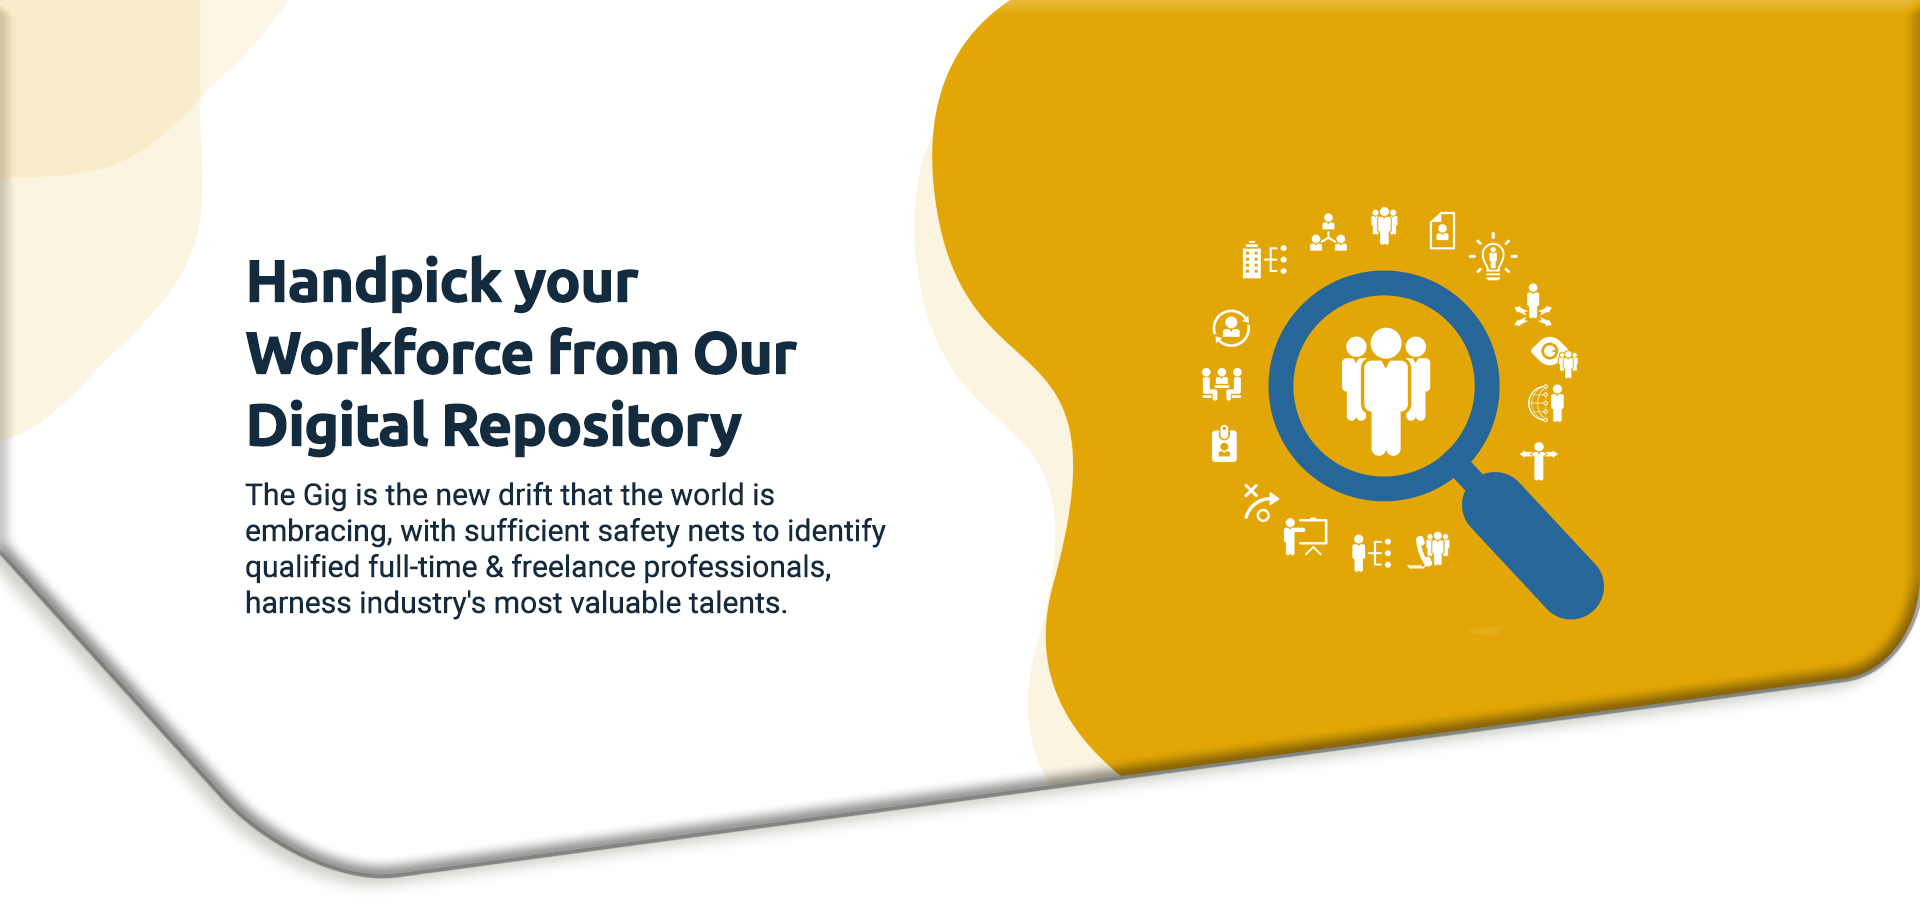 Handpick your
Workforce from Our
Digital Repository
The Gig is the new drift that the world is
embracing, with sufficient safety nets to identify
qualified full-time & freelance professionals,
harness industry's most valuable talents.